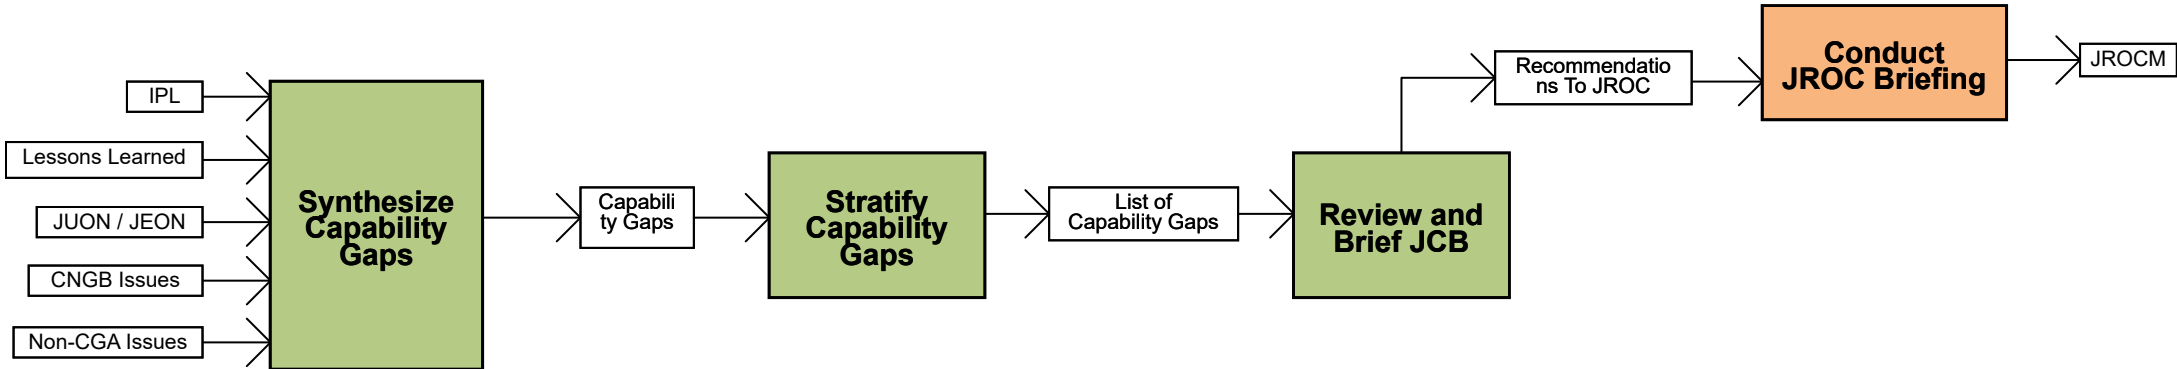 IPL
Lessons Learned
JUON / JEON
CNGB Issues
Non-CGA Issues
Synthesize
Capability
Gaps
Capabili
ty Gaps
Stratify
Capability
Gaps
List of
Capability Gaps
Review and
Brief JCB
Recommendatio
ns To JROC
Conduct
JROC Briefing
JROCM